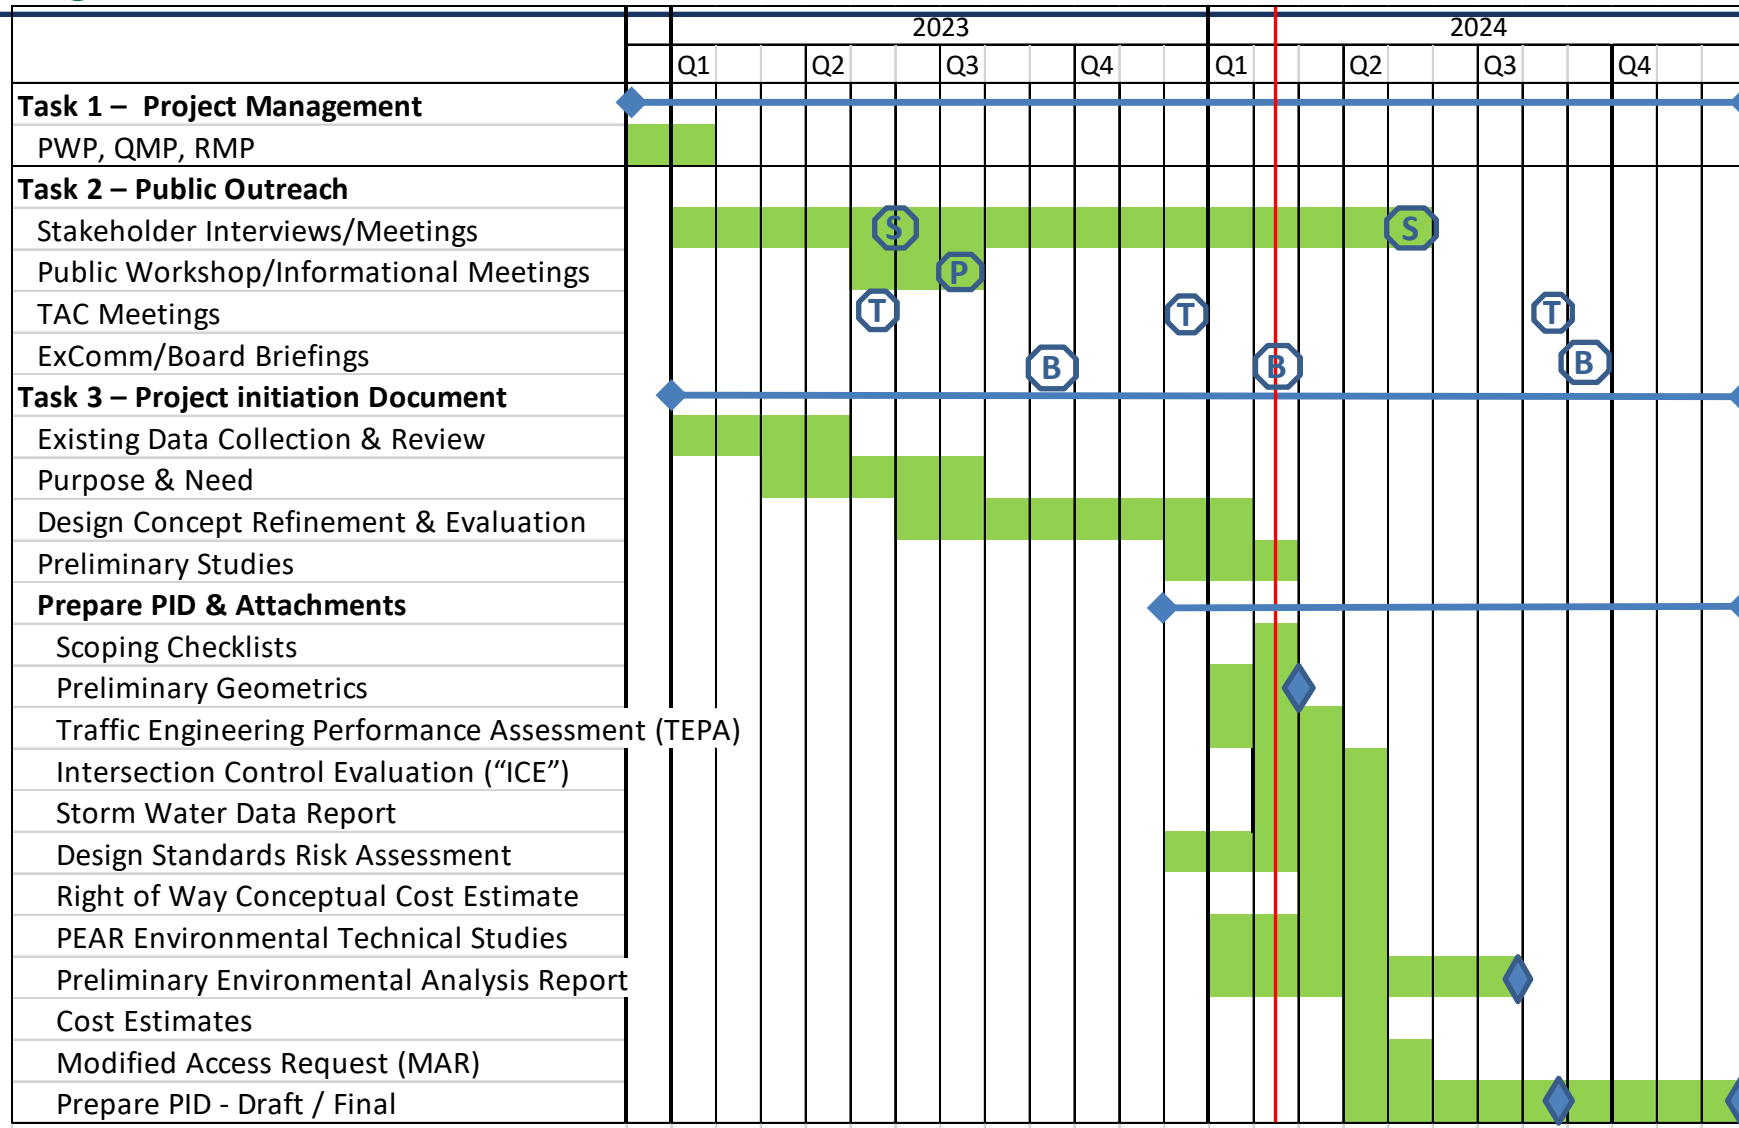 2023 2024
Q1 Q2 Q3 Q4 Q1 Q2 Q3 Q4
Task 1 – Project Management
PWP, QMP, RMP
Task 2 – Public Outreach
Stakeholder Interviews/Meetings S S
Public Workshop/Informational Meetings P
TAC Meetings T T T
ExComm/Board Briefings B B B
Task 3 – Project initiation Document
Existing Data Collection & Review
Purpose & Need
Design Concept Refinement & Evaluation
Preliminary Studies
Prepare PID & Attachments
Scoping Checklists
Preliminary Geometrics
Traffic Engineering Performance Assessment (TEPA)
Intersection Control Evaluation (“ICE”)
Storm Water Data Report
Design Standards Risk Assessment
Right of Way Conceptual Cost Estimate
PEAR Environmental Technical Studies
Preliminary Environmental Analysis Report
Cost Estimates
Modified Access Request (MAR)
Prepare PID - Draft / Final